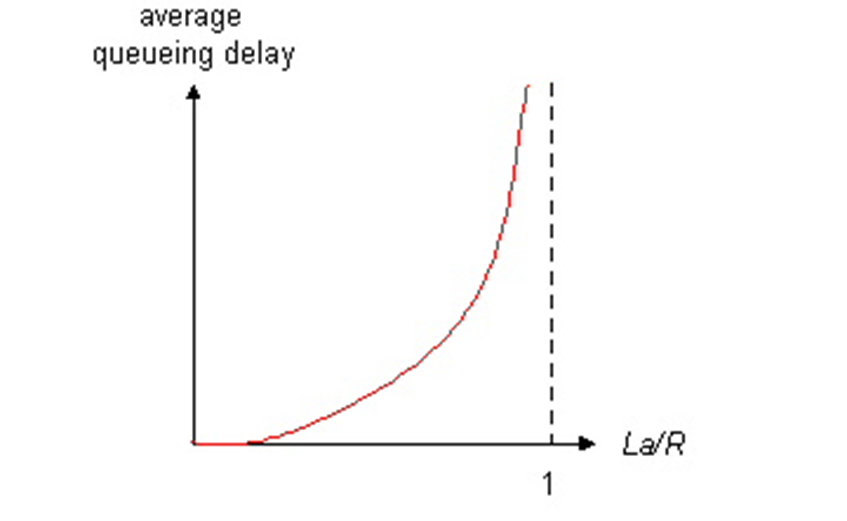 average
queueing delay
La/R
1